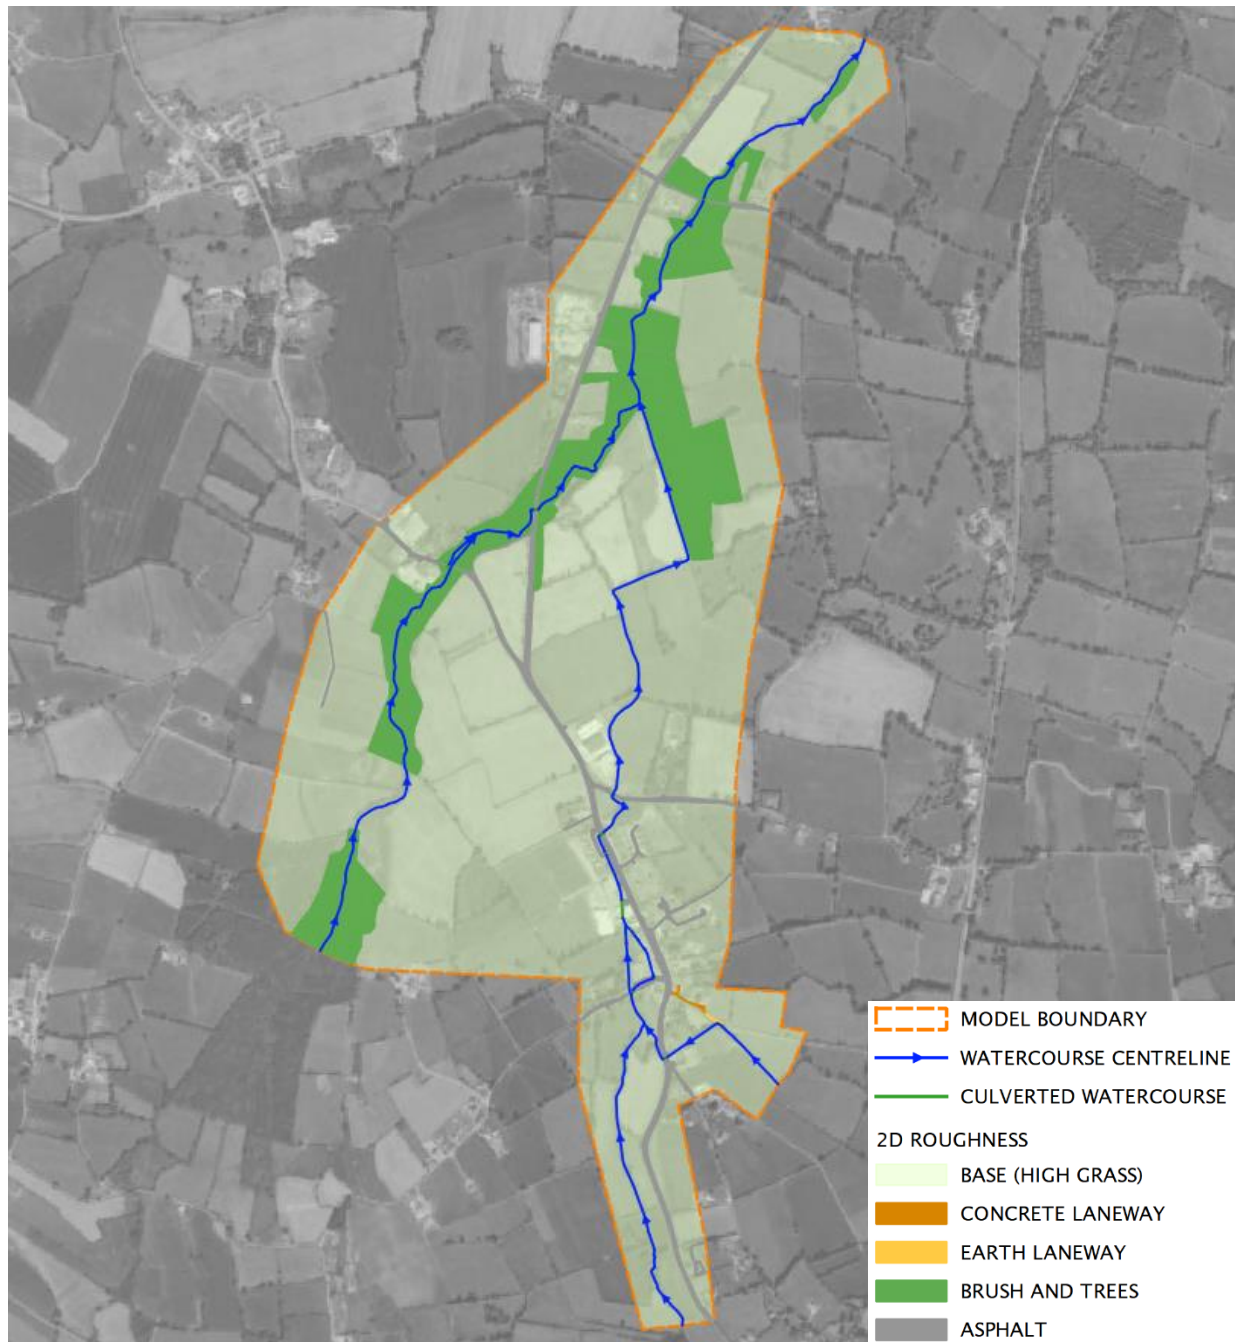 MODEL BOUNDARY
WATERCOURSE CENTRELINE
CULVERTED WATERCOURSE
2D ROUGHNESS
BASE (HIGH GRASS)
CONCRETE LANEWAY
EARTH LANEWAY
BRUSH AND TREES
ASPHALT